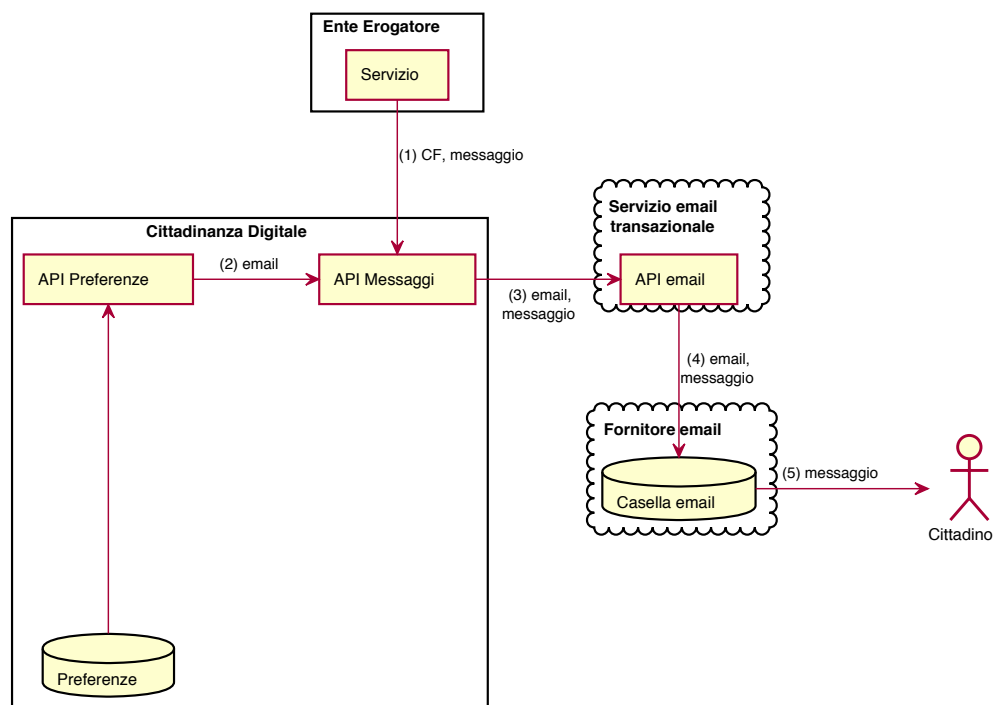 Ente Erogatore
Servizio
(1) CF, messaggio
Servizio email
transazionale
Cittadinanza Digitale
API Preferenze
(2) email
API Messaggi
(3) email,
messaggio
API email
(4) email,
messaggio
Fornitore email
Casella email
(5) messaggio
Cittadino
Preferenze